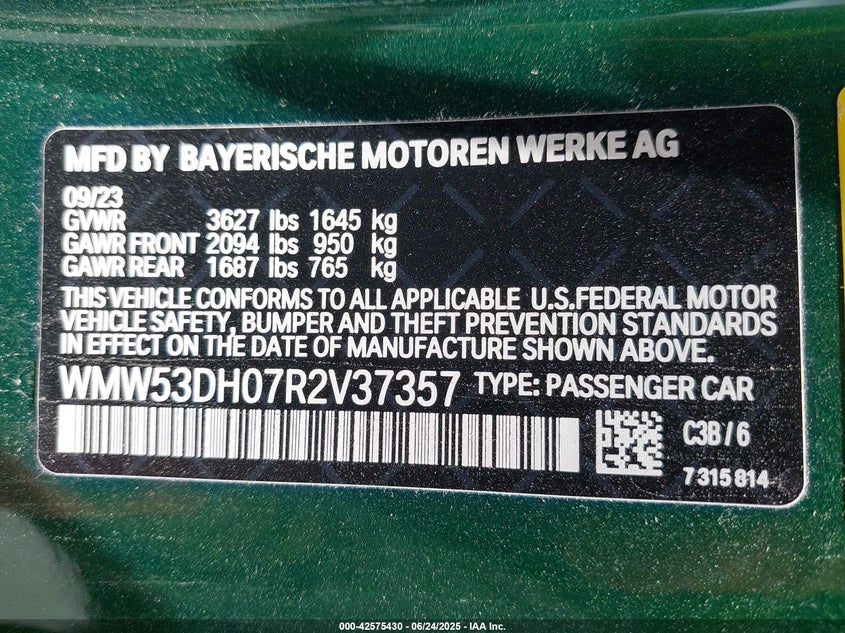 MFD BY BAYERISCHE MOTOREN WERKE AG
09/23
GVWR 3627 lbs 1645 kg
GAWR FRONT 2094 lbs 950 kg
GAWR REAR 1687 lbs 765 kg
THIS VEHICLE CONFORMS TO ALL APPLICABLE U.S.FEDERAL MOTOR
VEHICLE SAFETY, BUMPER AND THEFT PREVENTION STANDARDS
IN EFFECT ON THE DATE OF MANUFACTURE SHOWN ABOVE.
WMW53DH07R2V37357 TYPE: PASSENGER CAR
C3B / 6
7 315 814
000-42575430 - 06/24/2025 - IAA Inc.